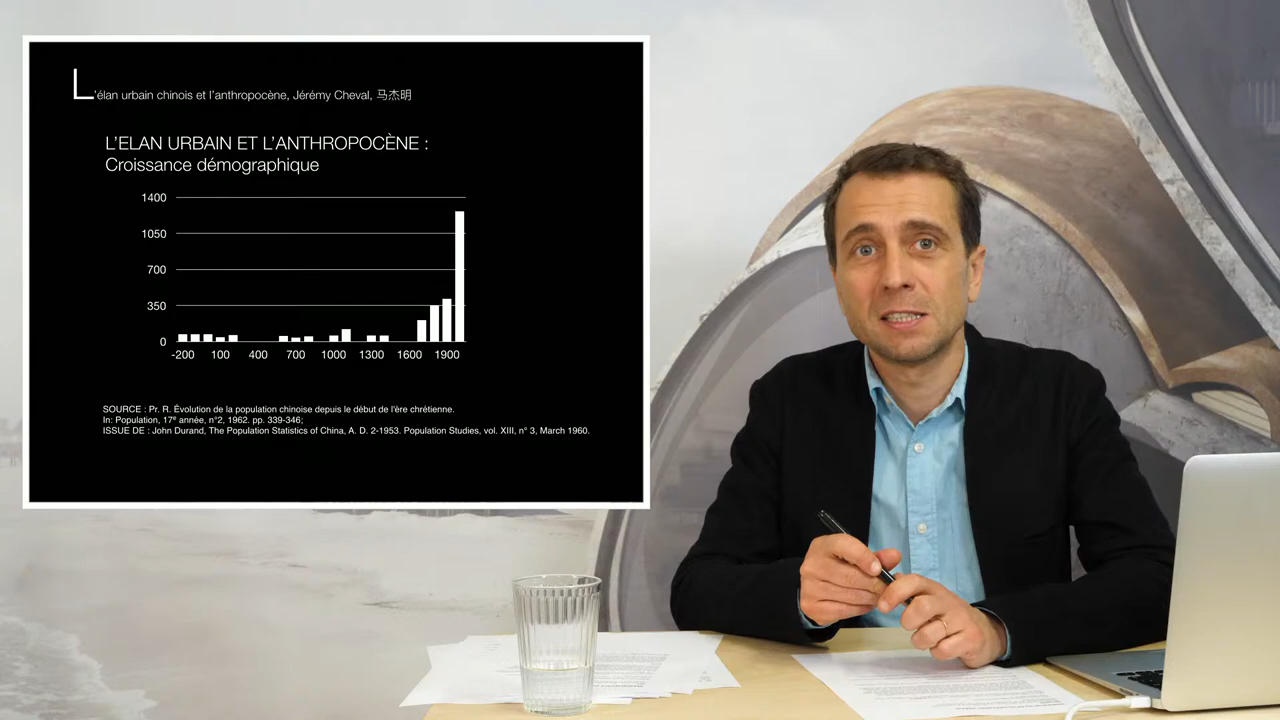 L'élan urbain chinois et l'anthropocène, Jérémy Cheval, 马杰明
L'ELAN URBAIN ET L'ANTHROPOCÈNE :
Croissance démographique
1400
1050
700
350
0
-200 100 400 700 1000 1300 1600 1900
SOURCE : Pr. R. Évolution de la population chinoise depuis le début de l'ère chrétienne.
In: Population, 17e année, n°2, 1962. pp. 339-346;
ISSUE DE : John Durand, The Population Statistics of China, A. D. 2-1953. Population Studies, vol. XIII, n° 3, March 1960.